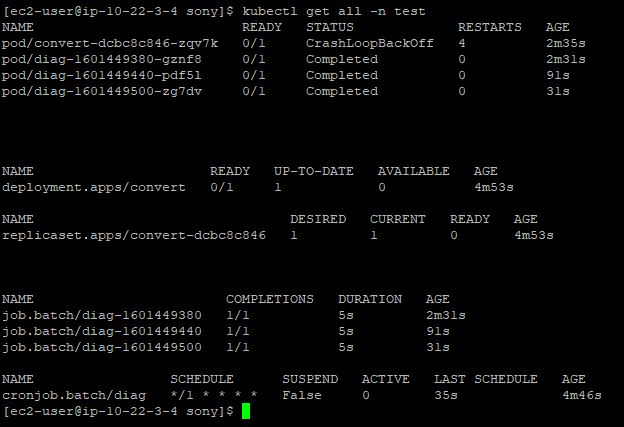 [ec2-user@ip-10-22-3-4 sony]$ kubectl get all -n test
NAME READY STATUS RESTARTS AGE
pod/convert-dcbc8c846-zqv7k 0/1 CrashLoopBackOff 4 2m35s
pod/diag-1601449380-gznf8 0/1 Completed 0 2m31s
pod/diag-1601449440-pdf5l 0/1 Completed 0 91s
pod/diag-1601449500-zg7dv 0/1 Completed 0 31s
NAME READY UP-TO-DATE AVAILABLE AGE
deployment.apps/convert 0/1 1 0 4m53s
NAME DESIRED CURRENT READY AGE
replicaset.apps/convert-dcbc8c846 1 1 0 4m53s
NAME COMPLETIONS DURATION AGE
job.batch/diag-1601449380 1/1 5s 2m31s
job.batch/diag-1601449440 1/1 5s 91s
job.batch/diag-1601449500 1/1 5s 31s
NAME SCHEDULE SUSPEND ACTIVE LAST SCHEDULE AGE
cronjob.batch/diag */1 * * * * False 0 35s 4m46s
[ec2-user@ip-10-22-3-4 sony]$